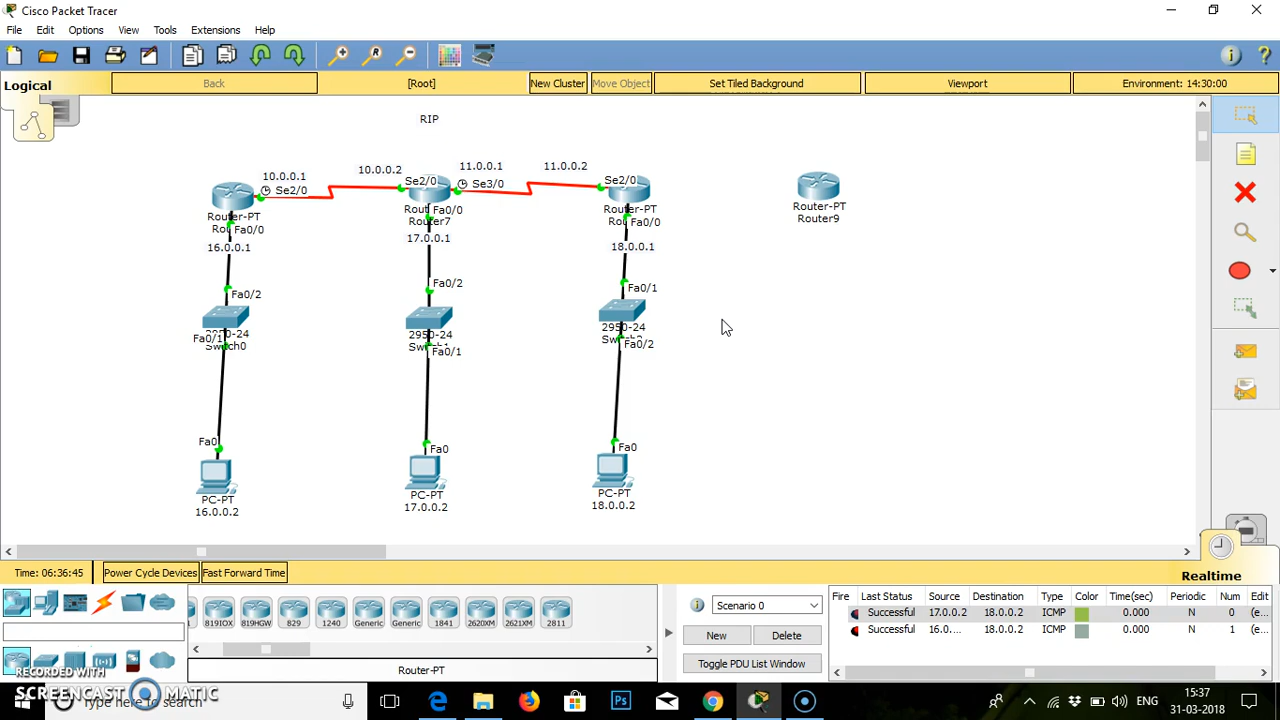 Cisco Packet Tracer
File Edit Options View Tools Extensions Help
Logical
Back
[Root]
New Cluster
Move Object
Set Tiled Background
Viewport
Environment: 14:30:00
RIP
10.0.0.1
10.0.0.2
11.0.0.1
11.0.0.2
Se2/0
Se2/0
Se3/0
Se2/0
Router-PT
Fa0/0
Fa0/0
Router7
Router-PT
Fa0/0
Router-PT
Router9
16.0.0.1
17.0.0.1
18.0.0.1
Fa0/2
Fa0/2
Fa0/1
2950-24
Switch0
Fa0/1
2950-24
Fa0/1
2950-24
Fa0/2
Fa0
Fa0
Fa0
PC-PT
16.0.0.2
PC-PT
17.0.0.2
PC-PT
18.0.0.2
Time: 06:36:45
Power Cycle Devices
Fast Forward Time
Realtime
819IOX
819HGW
829
1240
Generic
Generic
1841
2620XM
2621XM
2811
Router-PT
Scenario 0
New
Delete
Toggle PDU List Window
Fire Last Status Source Destination Type Color Time(sec) Periodic Num Edit
Successful 17.0.0.2 18.0.0.2 ICMP 0.000 N 0 (e...
Successful 16.0.... 18.0.0.2 ICMP 0.000 N 1 (e...
RECORDED WITH
SCREENCAST MATIC
Type here to search
ENG
15:37
31-03-2018